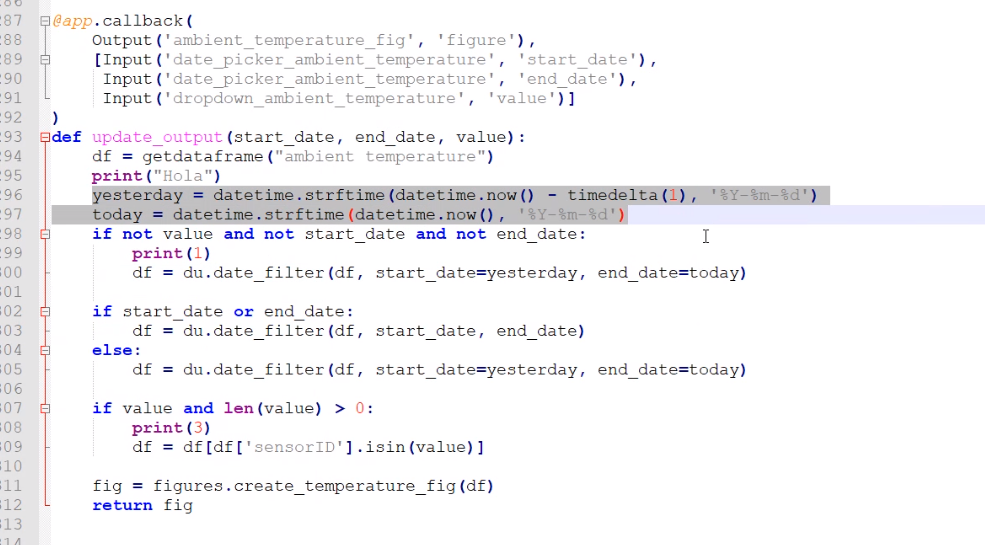 286
287 @app.callback(
288 Output('ambient_temperature_fig', 'figure'),
289 [Input('date_picker_ambient_temperature', 'start_date'),
290 Input('date_picker_ambient_temperature', 'end_date'),
291 Input('dropdown_ambient_temperature', 'value')]
292 )
293 def update_output(start_date, end_date, value):
294 df = getdataframe("ambient temperature")
295 print("Hola")
296 yesterday = datetime.strftime(datetime.now() - timedelta(1), '%Y-%m-%d')
297 today = datetime.strftime(datetime.now(), '%Y-%m-%d')
298 if not value and not start_date and not end_date:
299 print(1)
300 df = du.date_filter(df, start_date=yesterday, end_date=today)
301
302 if start_date or end_date:
303 df = du.date_filter(df, start_date, end_date)
304 else:
305 df = du.date_filter(df, start_date=yesterday, end_date=today)
306
307 if value and len(value) > 0:
308 print(3)
309 df = df[df['sensorID'].isin(value)]
310
311 fig = figures.create_temperature_fig(df)
312 return fig
313
314